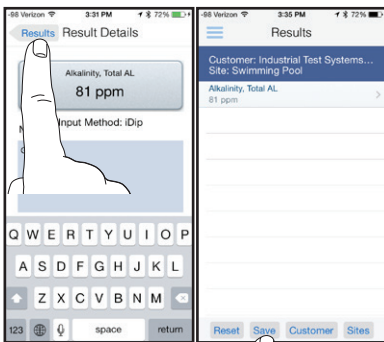 -98 Verizon 3:31 PM 72%
Results Result Details
Alkalinity, Total AL
81 ppm
Input Method: iDip
Q W E R T Y U I O P
A S D F G H J K L
Z X C V B N M
123 space return
-98 Verizon 3:35 PM 72%
Results
Customer: Industrial Test Systems...
Site: Swimming Pool
Alkalinity, Total AL
81 ppm
Reset Save Customer Sites